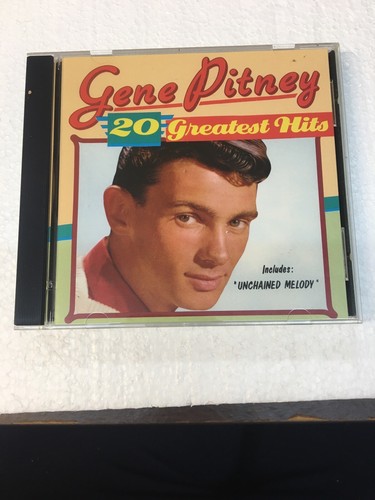 Gene Pitney
20 Greatest Hits
Includes:
"UNCHAINED MELODY"